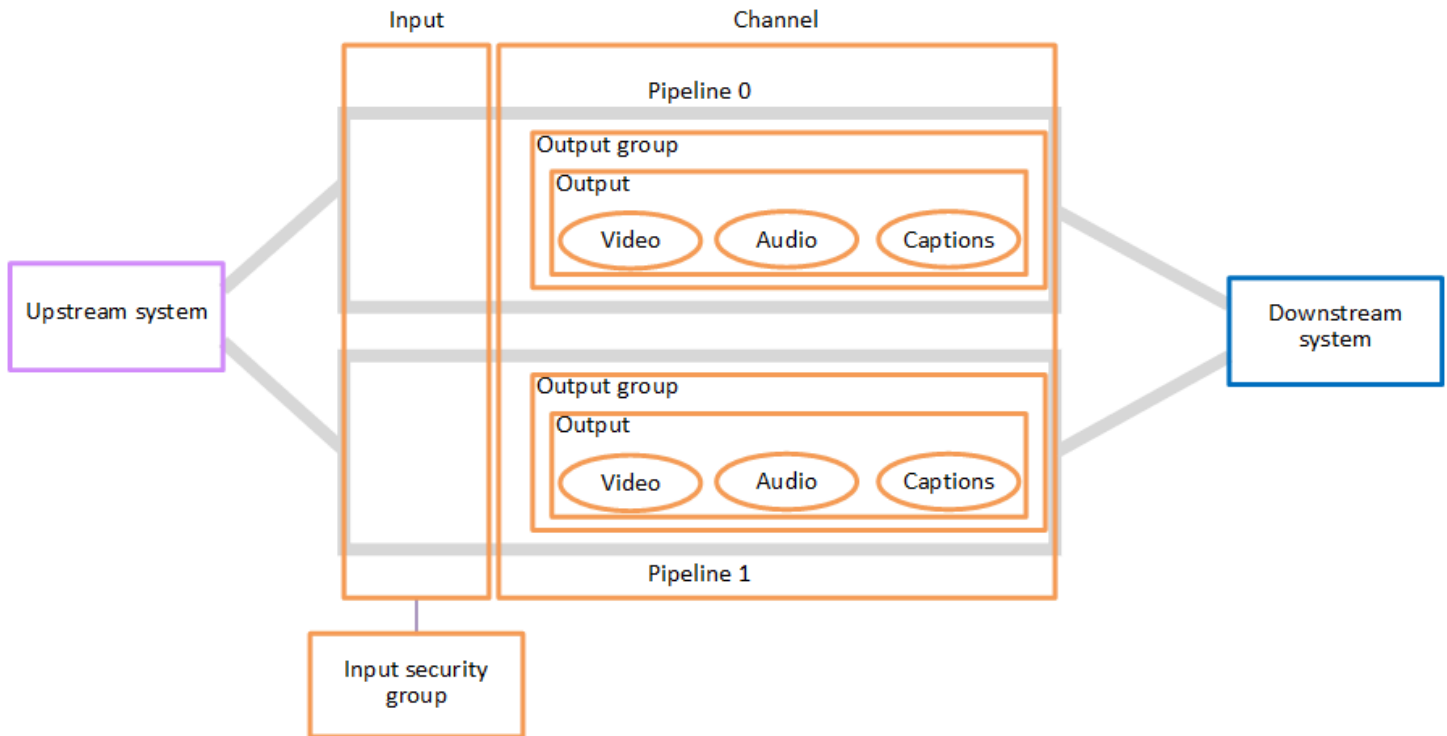 Input
Channel
Pipeline 0
Output group
Output
Video
Audio
Captions
Upstream system
Downstream
system
Output group
Output
Video
Audio
Captions
Pipeline 1
Input security
group